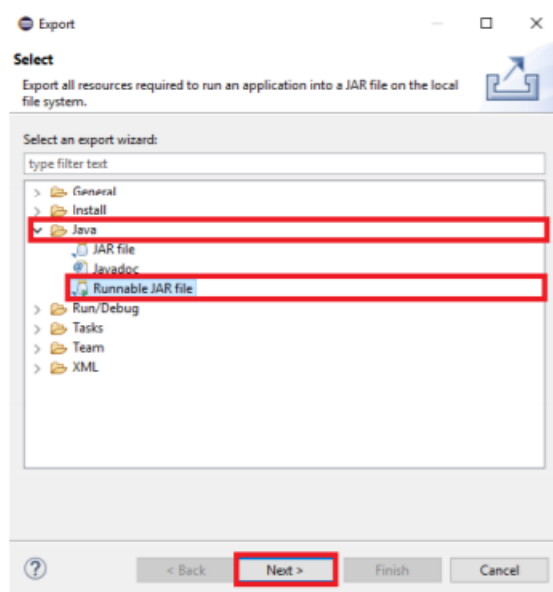 Export
Select
Export all resources required to run an application into a JAR file on the local
file system.
Select an export wizard:
type filter text
General
Install
Java
JAR file
Javadoc
Runnable JAR file
Run/Debug
Tasks
Team
XML
< Back Next > Finish Cancel